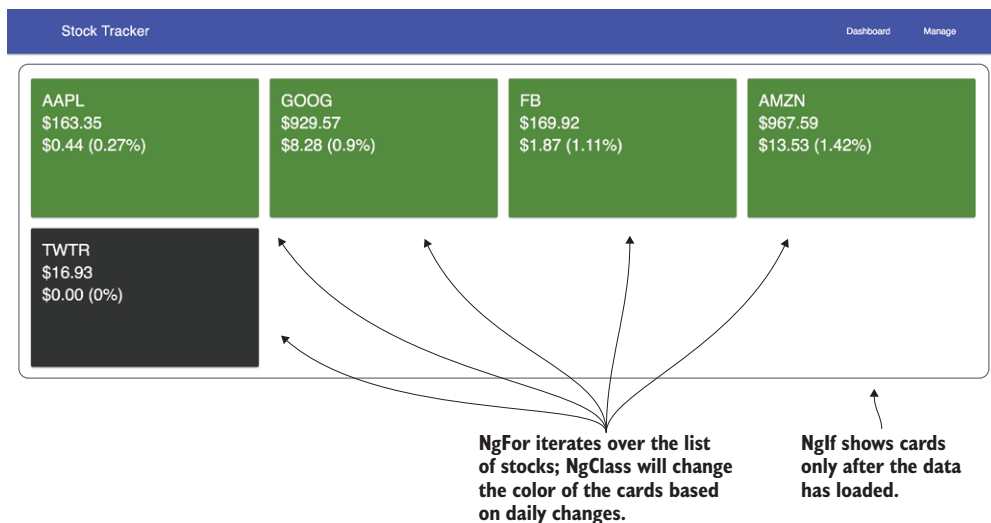 Stock Tracker
Dashboard
Manage
AAPL
$163.35
$0.44 (0.27%)
GOOG
$929.57
$8.28 (0.9%)
FB
$169.92
$1.87 (1.11%)
AMZN
$967.59
$13.53 (1.42%)
TWTR
$16.93
$0.00 (0%)
NgFor iterates over the list
of stocks; NgClass will change
the color of the cards based
on daily changes.
NgIf shows cards
only after the data
has loaded.